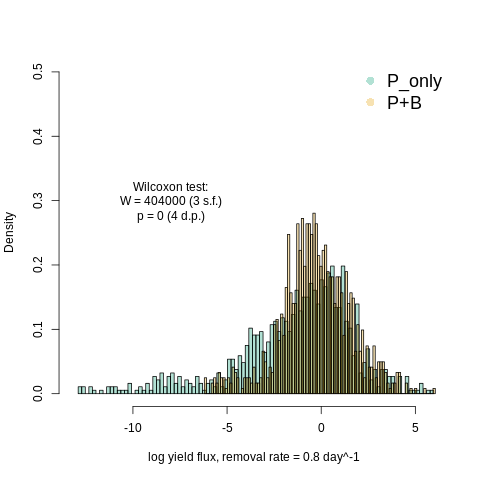 P_only
P+B
Wilcoxon test:
W = 404000 (3 s.f.)
p = 0 (4 d.p.)
Density
0.5
0.4
0.3
0.2
0.1
0.0
-10 -5 0 5
log yield flux, removal rate = 0.8 day^-1